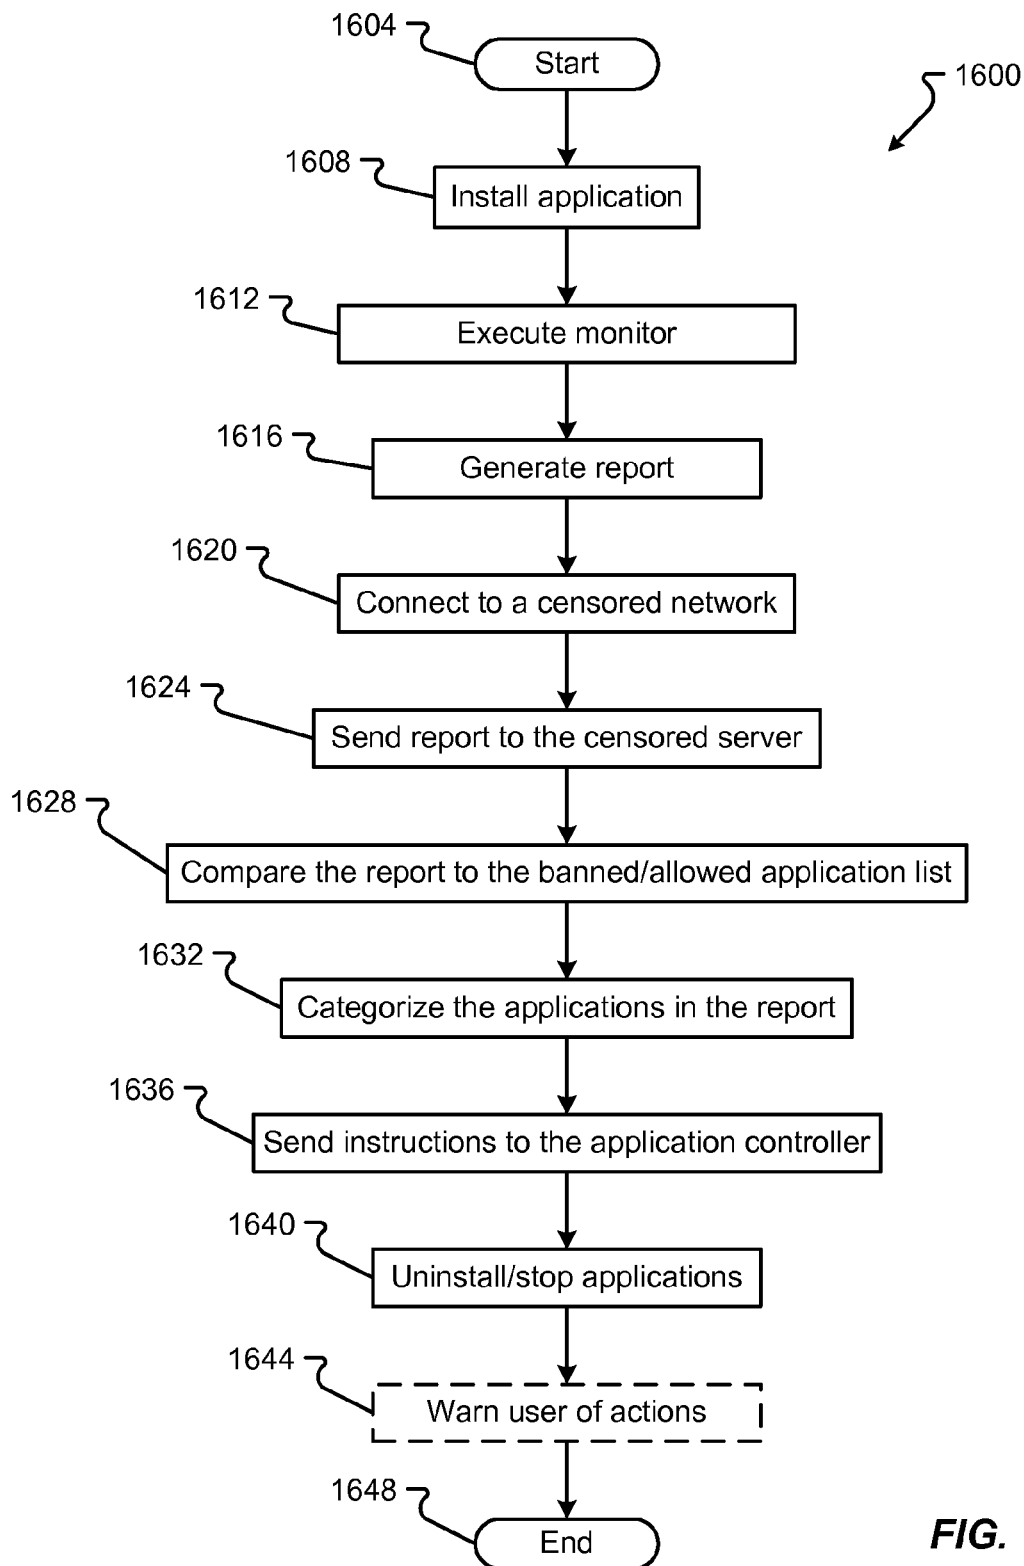 1604
Start
1600
1608
Install application
1612
Execute monitor
1616
Generate report
1620
Connect to a censored network
1624
Send report to the censored server
1628
Compare the report to the banned/allowed application list
1632
Categorize the applications in the report
1636
Send instructions to the application controller
1640
Uninstall/stop applications
1644
Warn user of actions
1648
End
FIG.